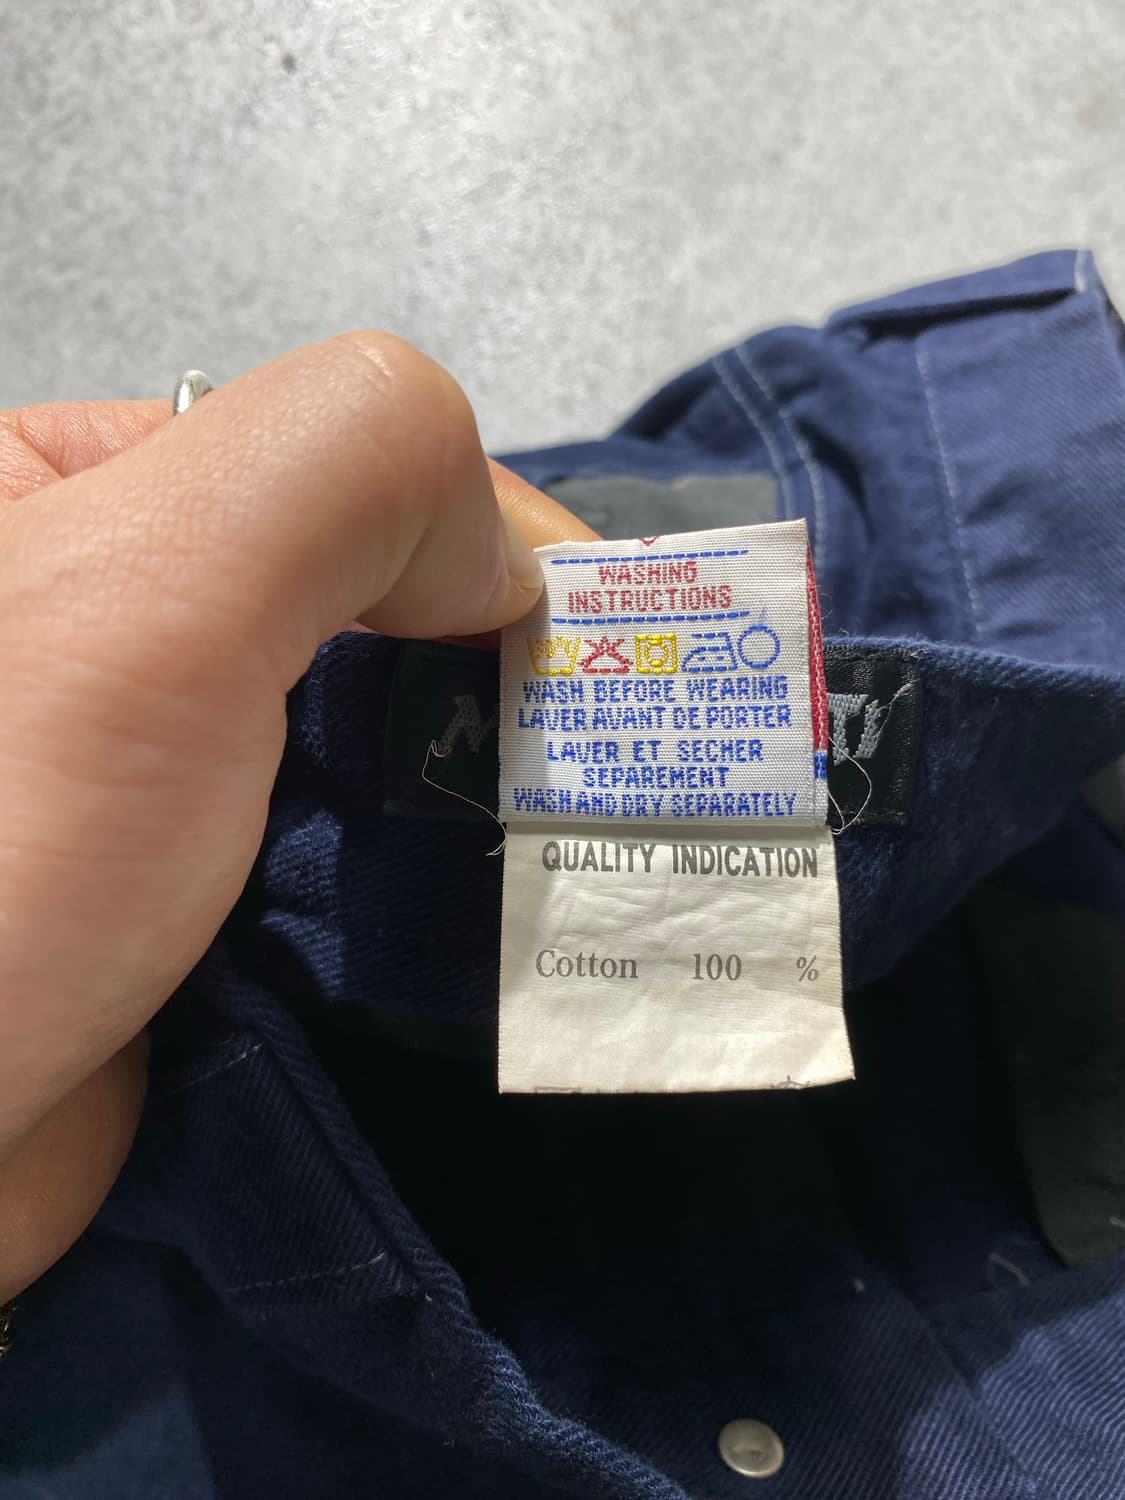 WASHING
INSTRUCTIONS
WASH BEFORE WEARING
LAVER AVANT DE PORTER
LAVER ET SECHER
SEPAREMENT
WASH AND DRY SEPARATELY
QUALITY INDICATION
Cotton 100 %